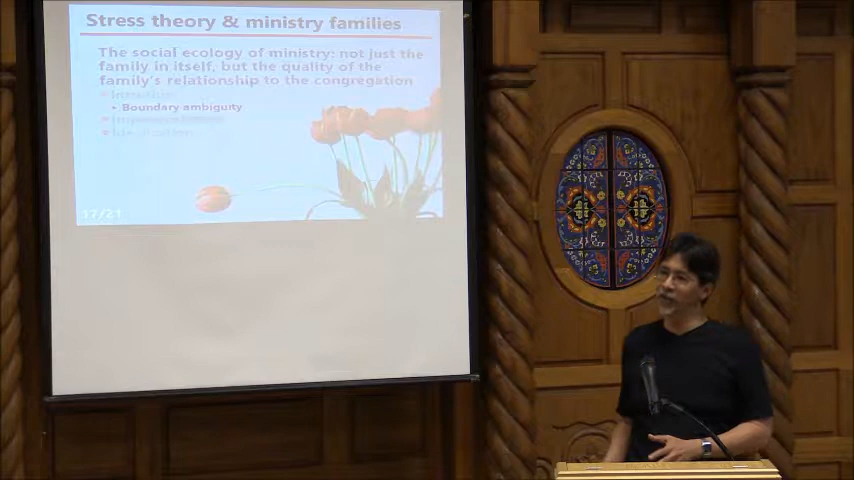 Stress theory & ministry families
The social ecology of ministry: not just the
family in itself, but the quality of the
family's relationship to the congregation
Boundary ambiguity
17/21